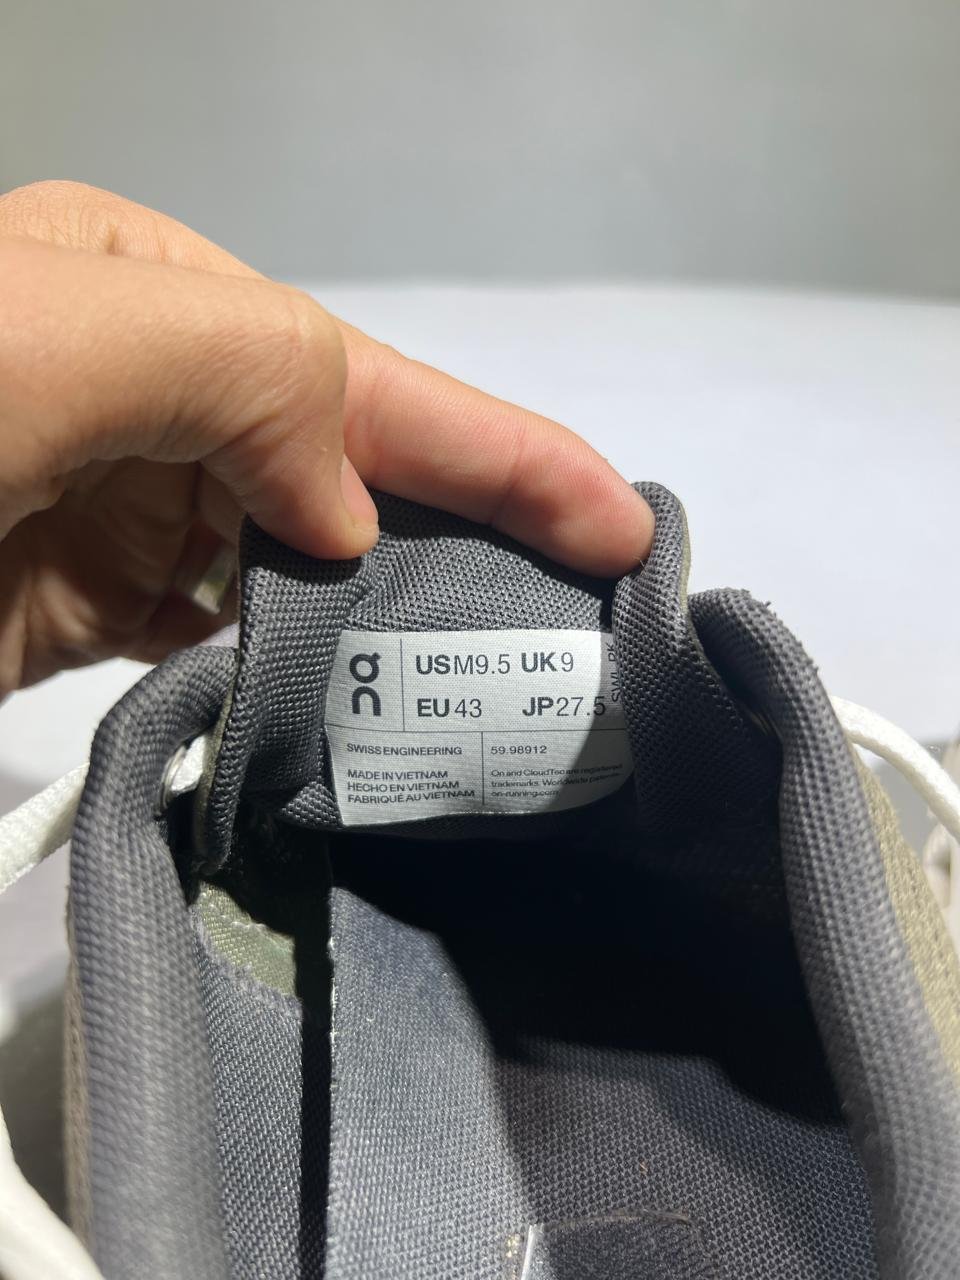 USM9.5 UK9
EU43 JP27.5
SWISS ENGINEERING
59.98912
MADE IN VIETNAM
HECHO EN VIETNAM
FABRIQUÉ AU VIETNAM
On and CloudTec are registered
trademarks. Worldwide patents.
on-running.com